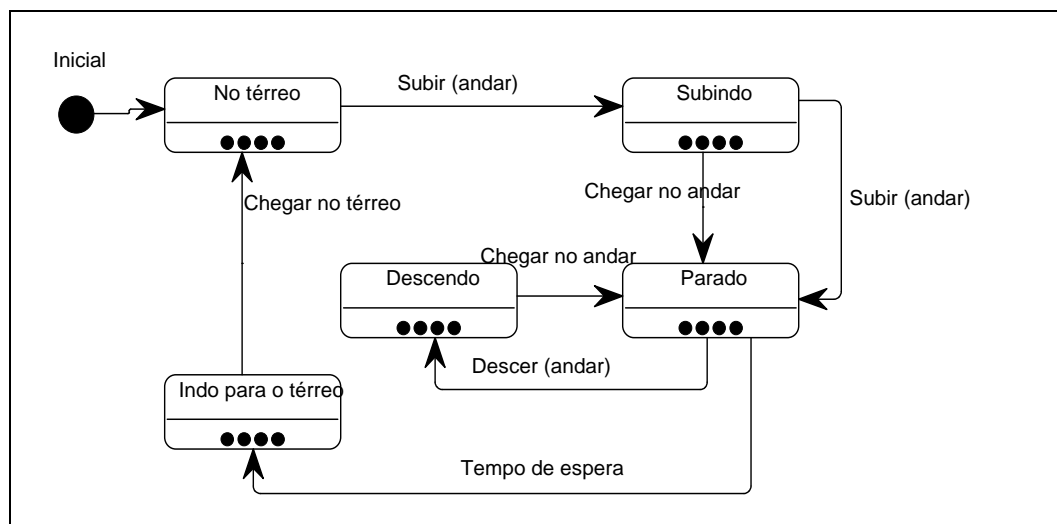 Inicial
No térreo
Subir (andar)
Subindo
Chegar no térreo
Chegar no andar
Subir (andar)
Chegar no andar
Descendo
Parado
Descer (andar)
Indo para o térreo
Tempo de espera